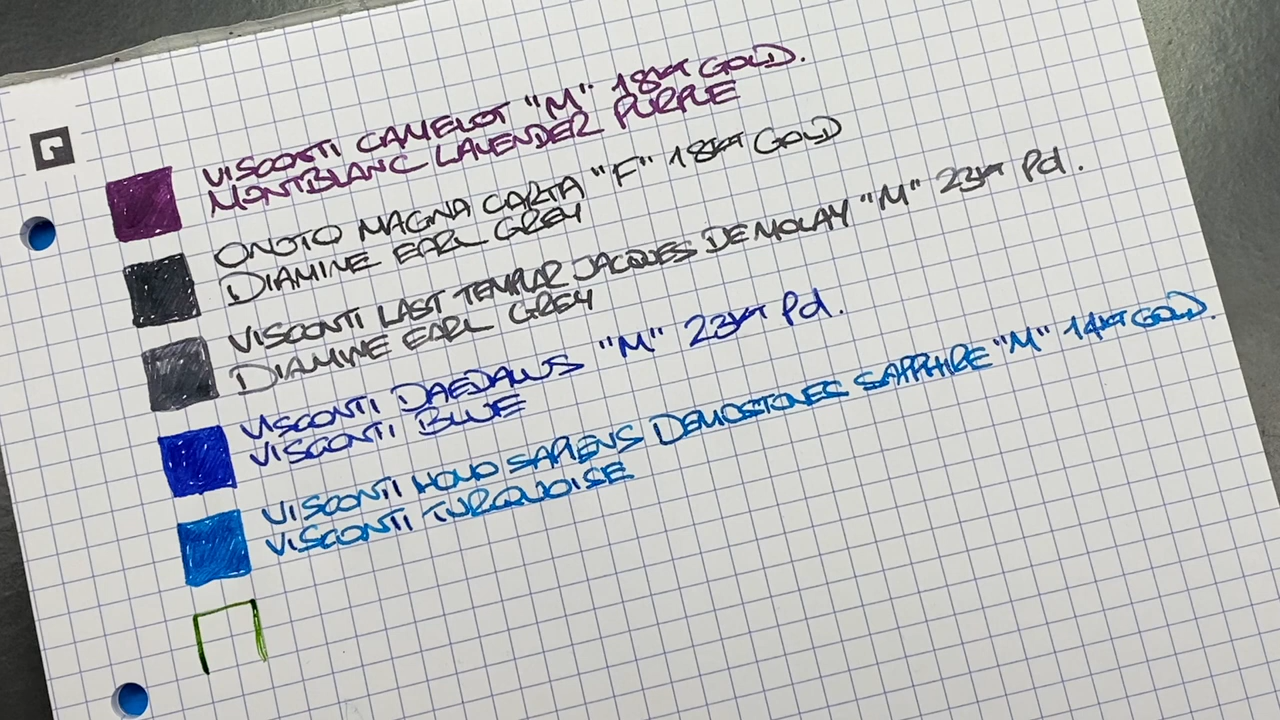 VISCONTI CAMELOT "M" 18KT GOLD.
MONTBLANC LAVENDER PURPLE
ONOTO MAGNA CARTA "F" 18KT GOLD
DIAMINE EARL GREY
VISCONTI LAST TEMPLAR JACQUES DEMOLAY "M" 23KT Pd.
DIAMINE EARL GREY
VISCONTI DAEDALUS "M" 23KT Pd.
VISCONTI BLUE
VISCONTI HOMO SAPIENS DEMOSTONES SAPPHIRE "M" 14KT GOLD.
VISCONTI TURQUOISE